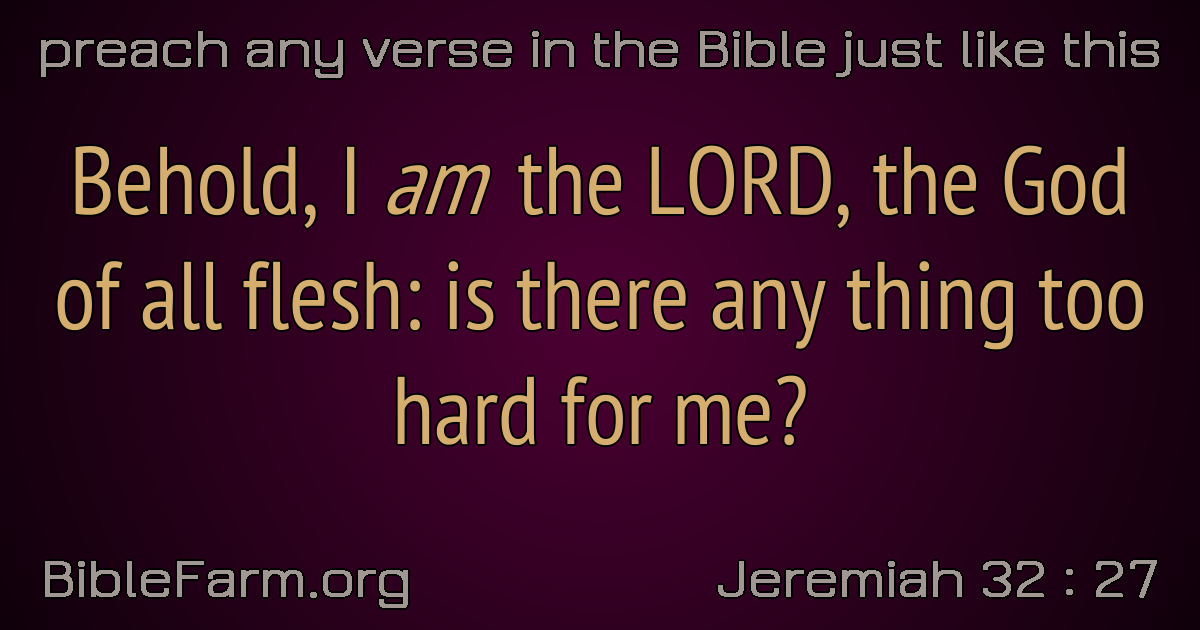 preach any verse in the Bible just like this
Behold, I am the LORD, the God
of all flesh: is there any thing too
hard for me?
BibleFarm.org
Jeremiah 32 : 27